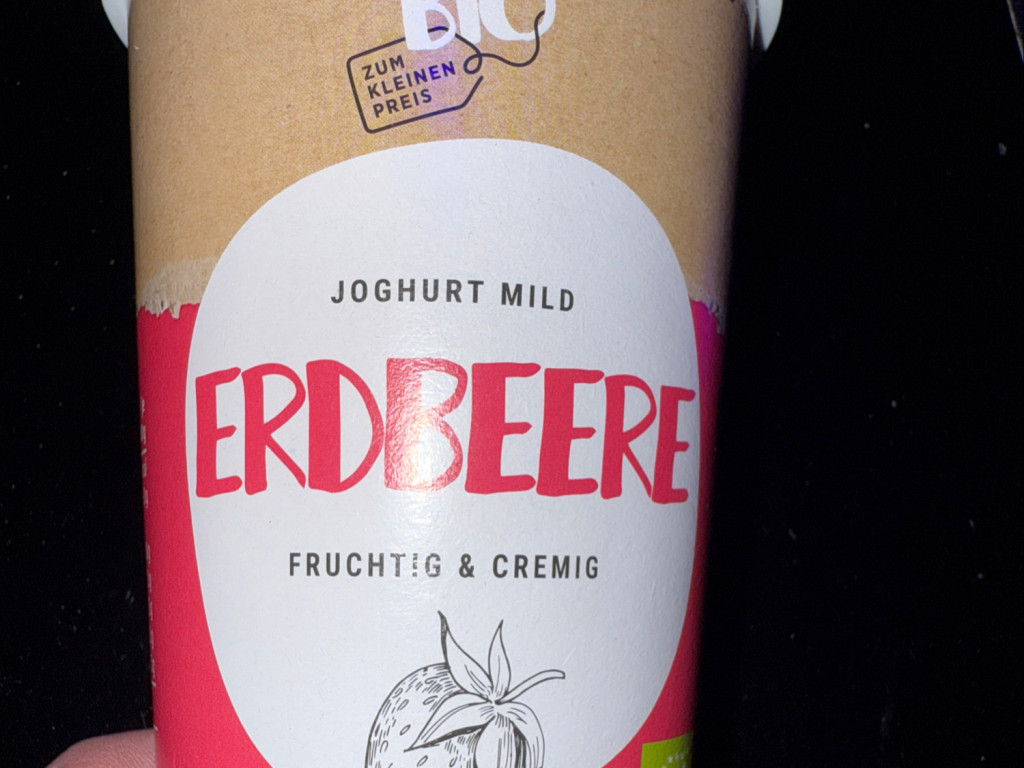 BIO
ZUM
KLEINEN
PREIS
JOGHURT MILD
ERDBEERE
FRUCHTIG & CREMIG